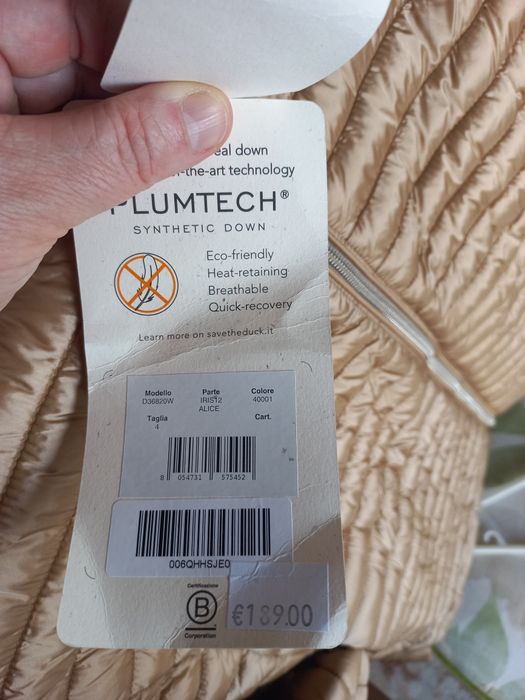 eal down
-the-art technology
PLUMTECH®
SYNTHETIC DOWN
Eco-friendly
Heat-retaining
Breathable
Quick-recovery
Learn more on savetheduck.it
Modello Parte Colore
D36820W IRIS12 40001
ALICE
Taglia Cart.
4
8 054731 575452
006QHHSJE0
Certificazione
B
Corporation
€189.00